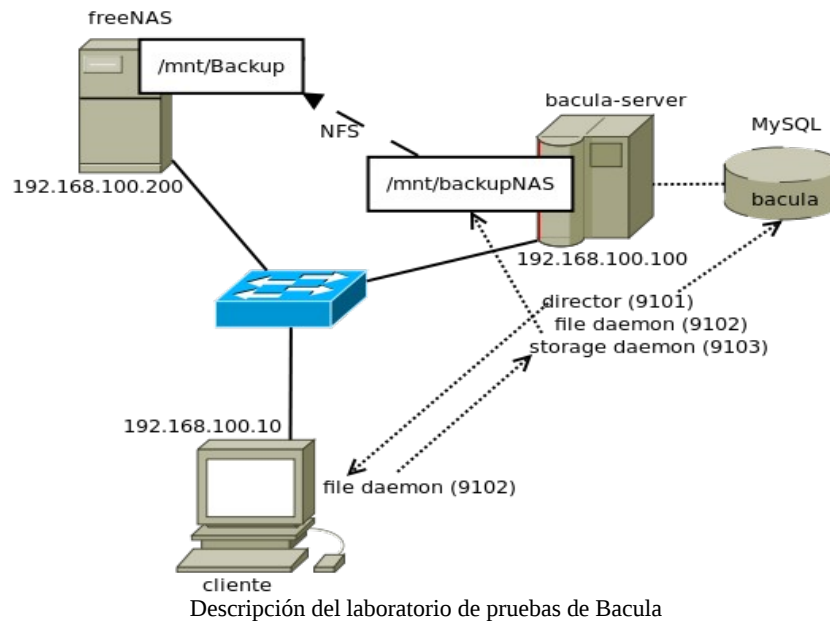 freeNAS
/mnt/Backup
bacula-server
NFS
MySQL
192.168.100.200
/mnt/backupNAS
bacula
192.168.100.100
director (9101)
file daemon (9102)
storage daemon (9103)
192.168.100.10
file daemon (9102)
cliente
Descripción del laboratorio de pruebas de Bacula